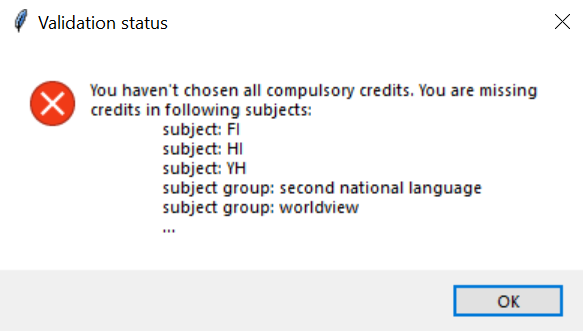 Validation status
You haven't chosen all compulsory credits. You are missing
credits in following subjects:
subject: FI
subject: HI
subject: YH
subject group: second national language
subject group: worldview
...
OK